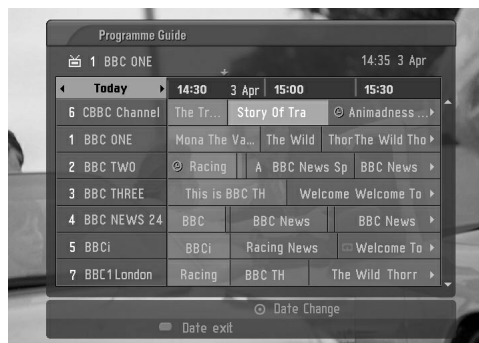 Programme Guide
1 BBC ONE 14:35 3 Apr
Today 14:30 3 Apr 15:00 15:30
6 CBBC Channel The Tr... Story Of Tra Animadness ...
1 BBC ONE Mona The Va... The Wild ThorThe Wild Tho
2 BBC TWO Racing A BBC News Sp BBC News
3 BBC THREE This is BBC TH Welcome Welcome To
4 BBC NEWS 24 BBC BBC News BBC News
5 BBCi BBCi Racing News Welcome To
7 BBC1 London Racing BBC TH The Wild Thorr
Date Change
Date exit